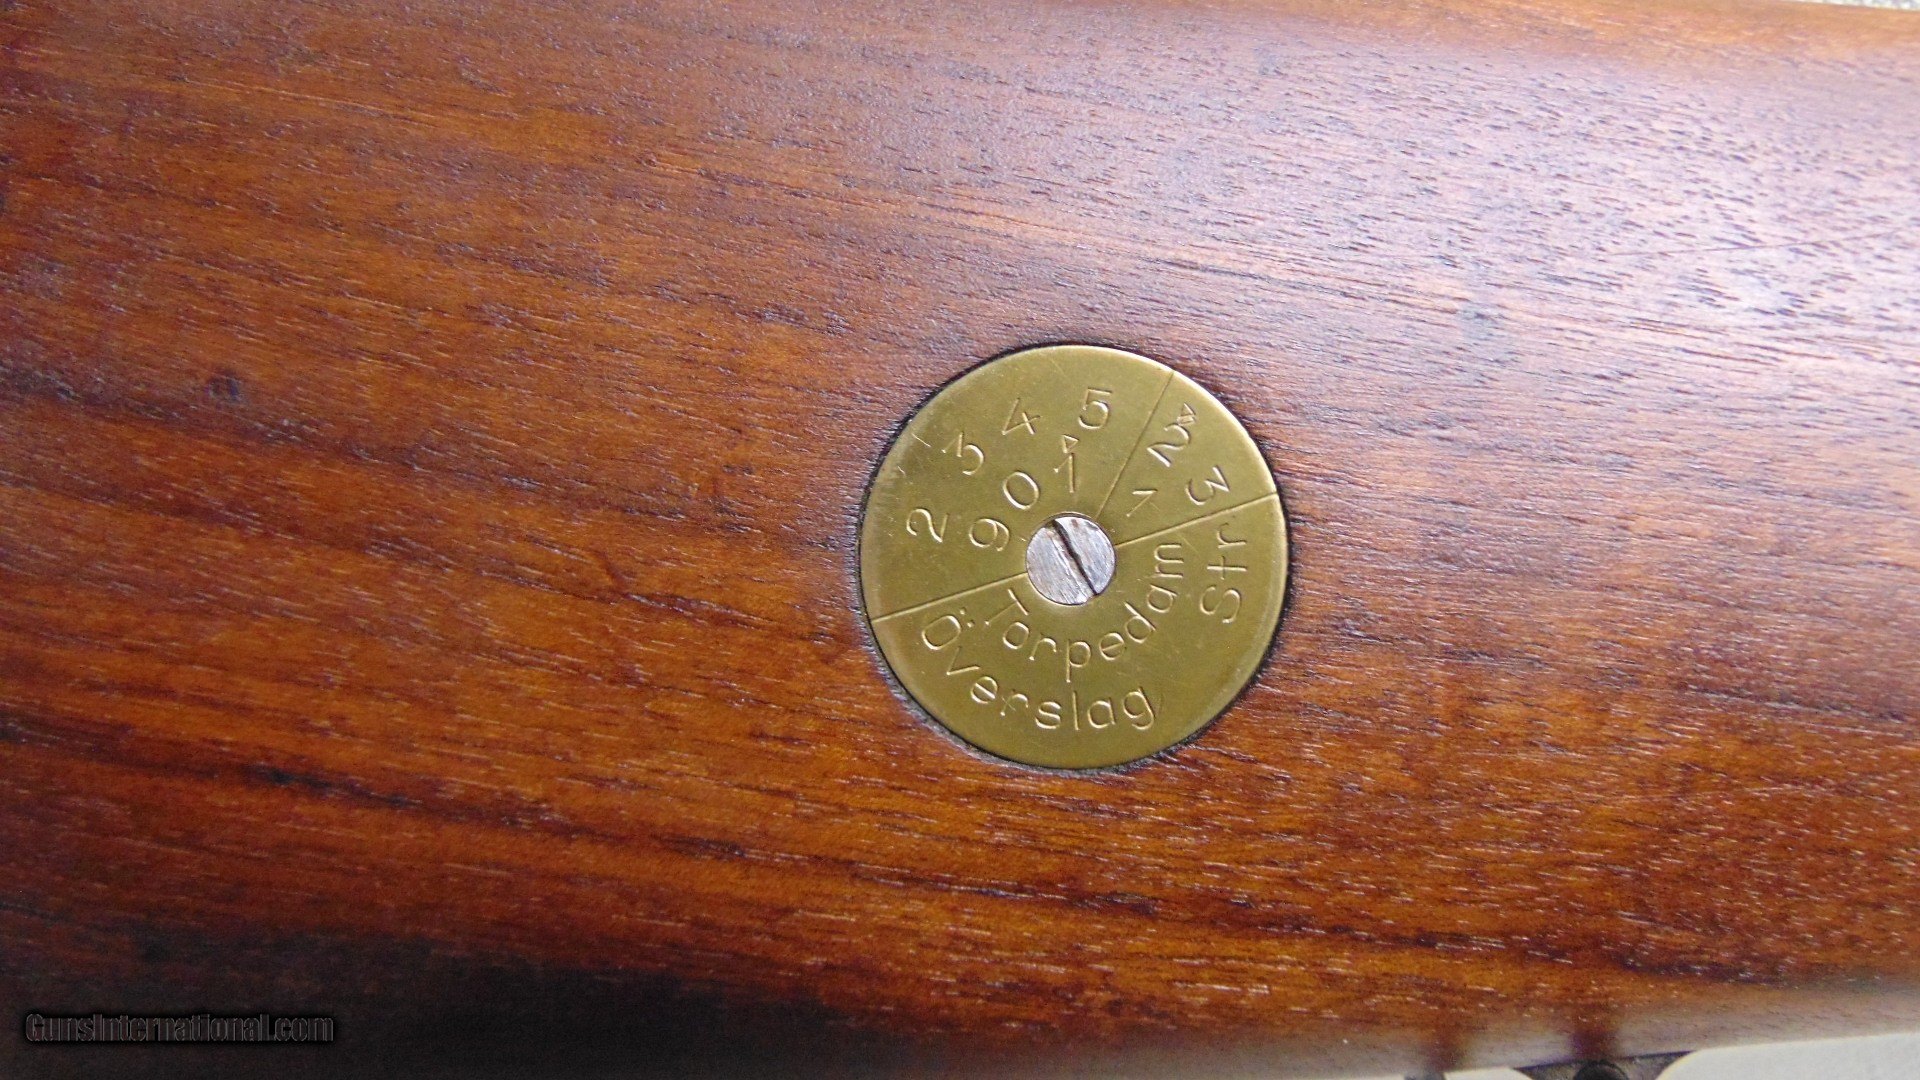 2 3 4 5
9 0 1
2 3
1
Str
Torpedam
Överslag
GunsInternational.com